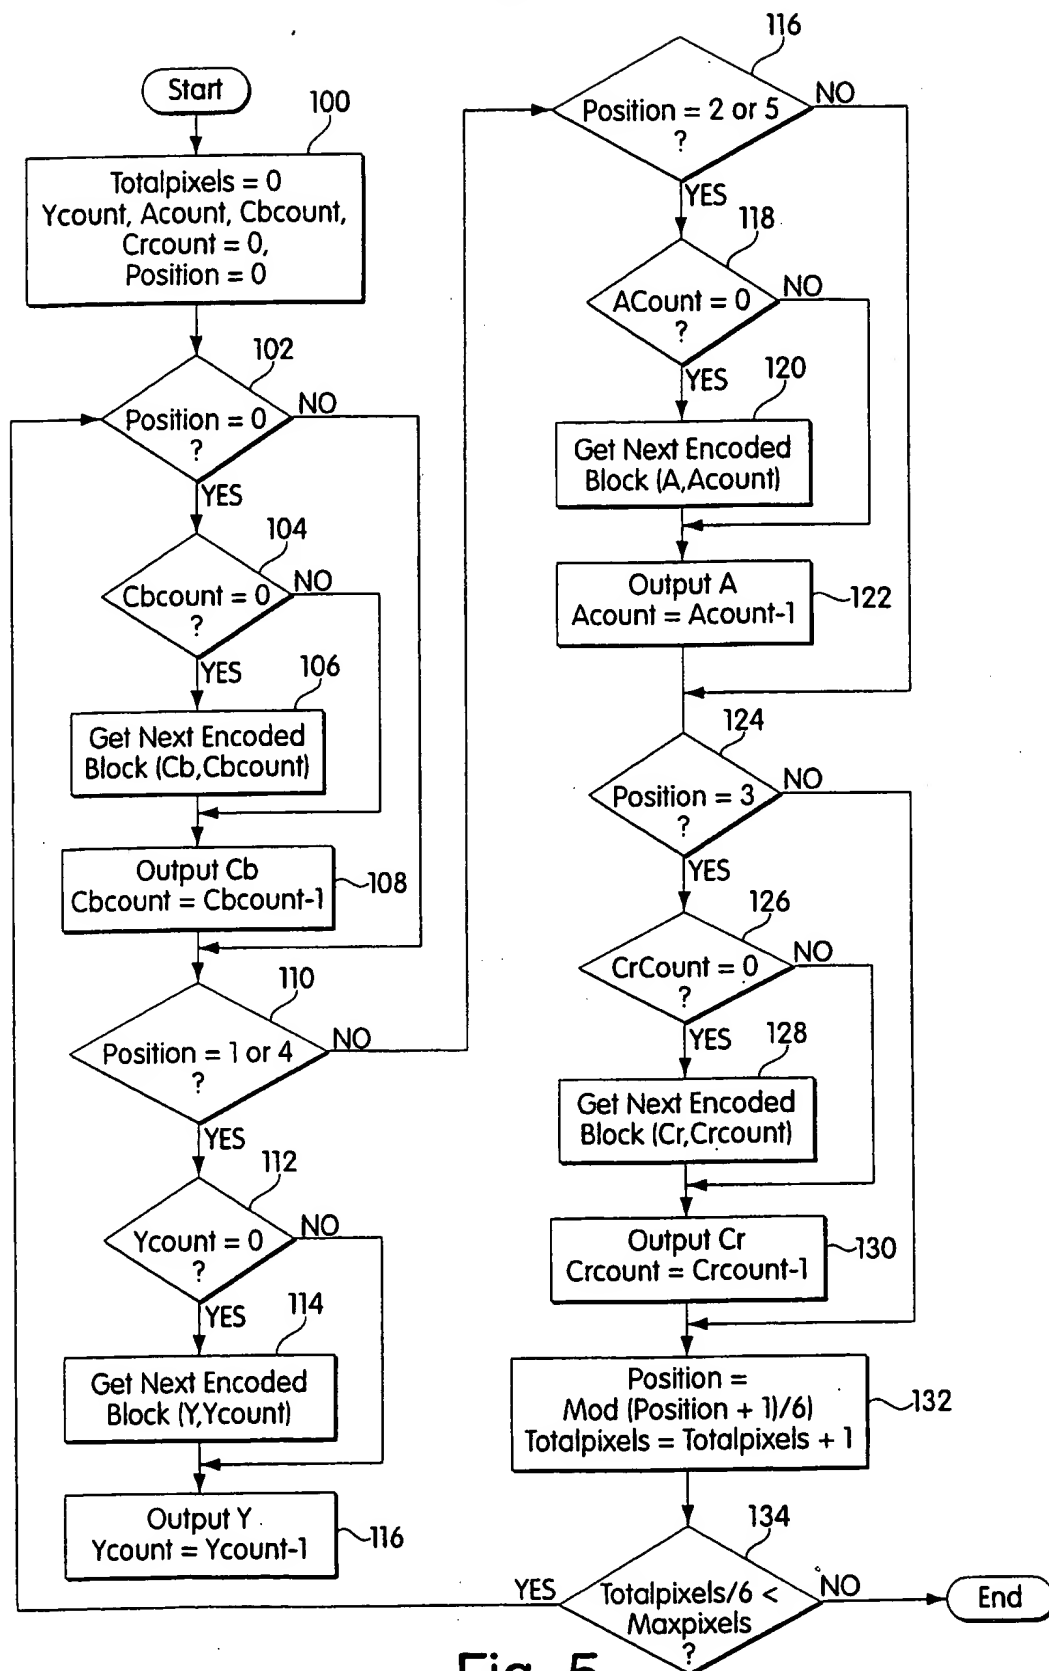 Start
100
Totalpixels = 0
Ycount, Acount, Cbcount,
Crcount = 0,
Position = 0
102
Position = 0
?
NO
YES
104
Cbcount = 0
?
NO
YES
106
Get Next Encoded
Block (Cb,Cbcount)
Output Cb
Cbcount = Cbcount-1
108
110
Position = 1 or 4
?
NO
YES
112
Ycount = 0
?
NO
YES
114
Get Next Encoded
Block (Y,Ycount)
Output Y
Ycount = Ycount-1
116
116
Position = 2 or 5
?
NO
YES
118
ACount = 0
?
NO
YES
120
Get Next Encoded
Block (A,Acount)
Output A
Acount = Acount-1
122
124
Position = 3
?
NO
YES
126
CrCount = 0
?
NO
YES
128
Get Next Encoded
Block (Cr,Crcount)
Output Cr
Crcount = Crcount-1
130
Position =
Mod (Position + 1)/6)
Totalpixels = Totalpixels + 1
132
134
Totalpixels/6 <
Maxpixels
?
YES
NO
End
Fig. 5